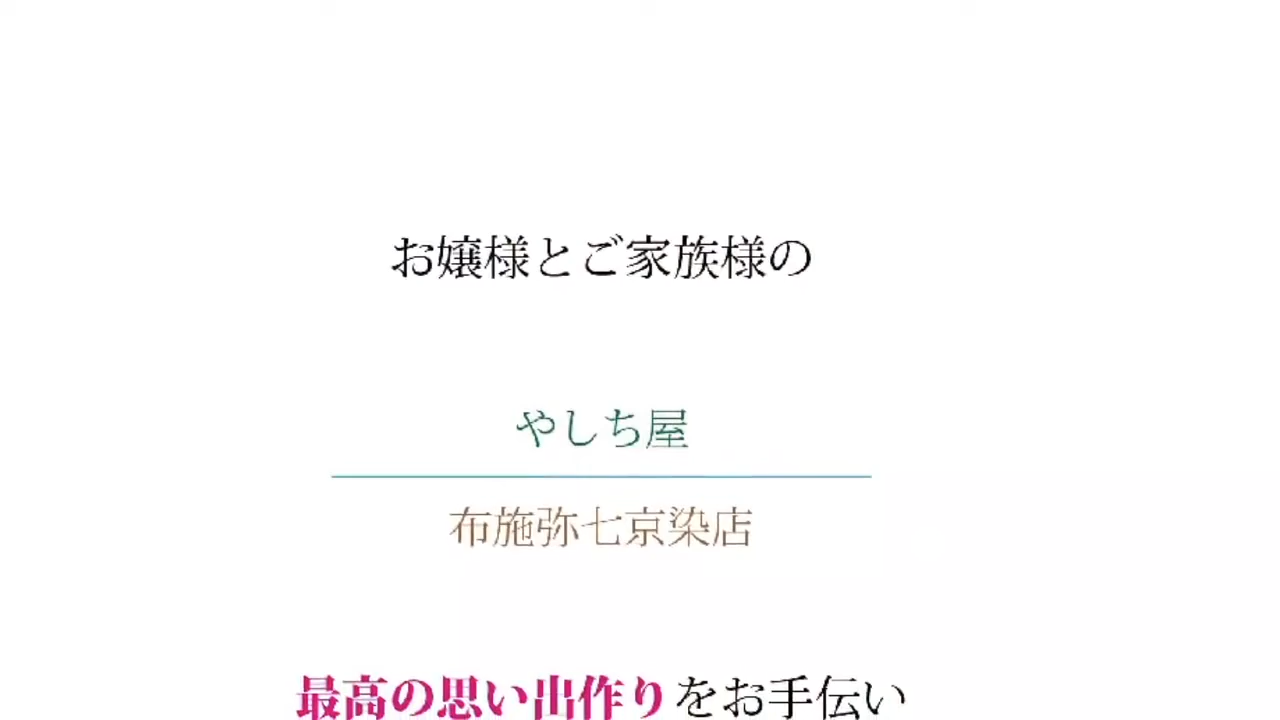 お嬢様とご家族様の
やしち屋
布施弥七京染店
最高の思い出作りをお手伝い